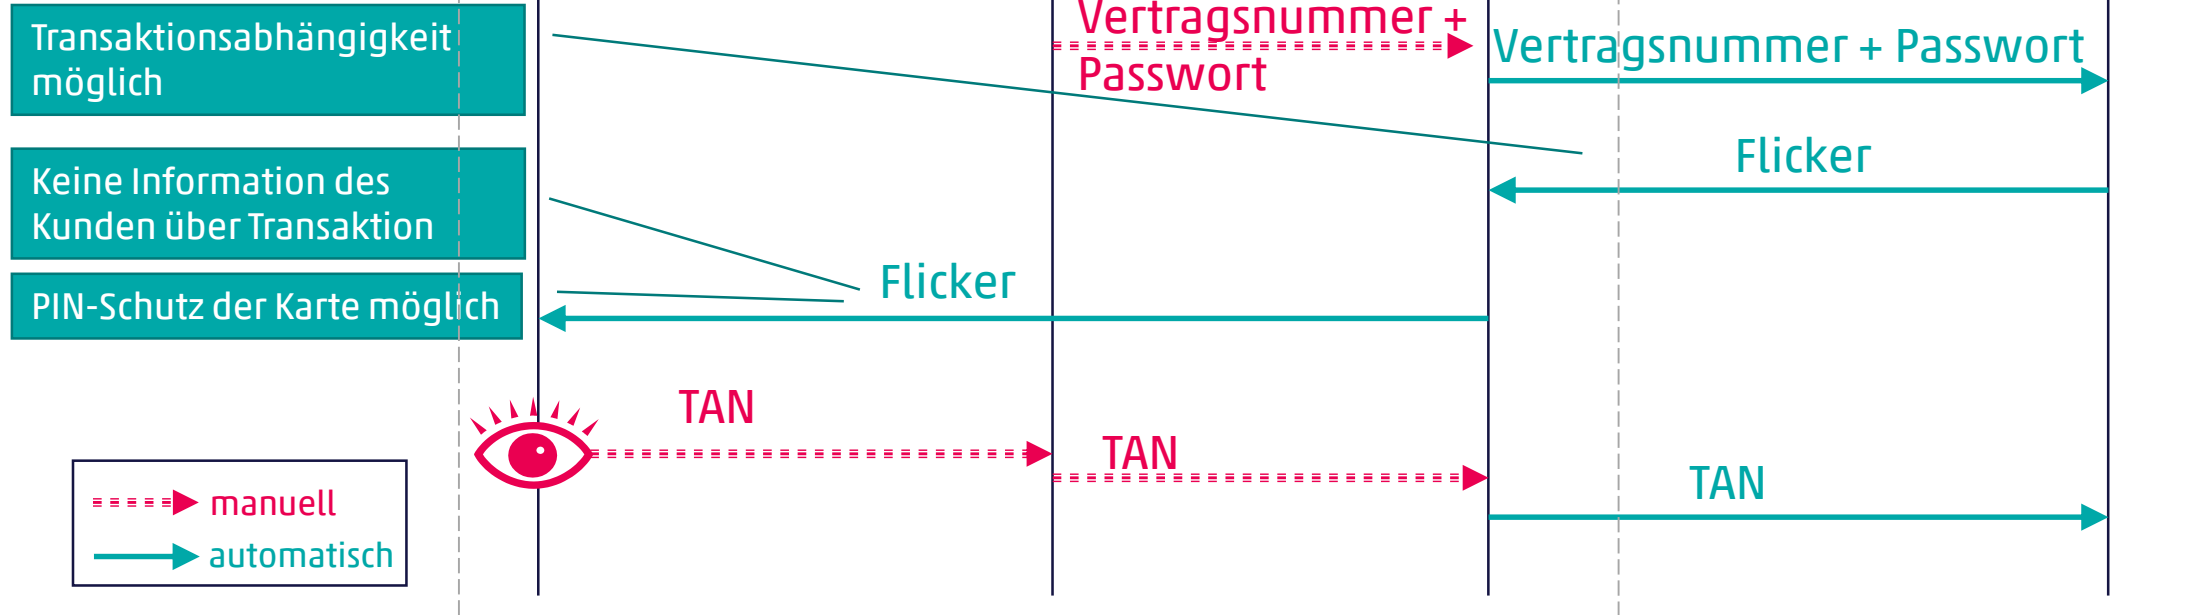 Transaktionsabhängigkeit
möglich
Vertragsnummer +
Passwort
Vertragsnummer + Passwort
Flicker
Keine Information des
Kunden über Transaktion
PIN-Schutz der Karte möglich
Flicker
TAN
TAN
TAN
manuell
automatisch